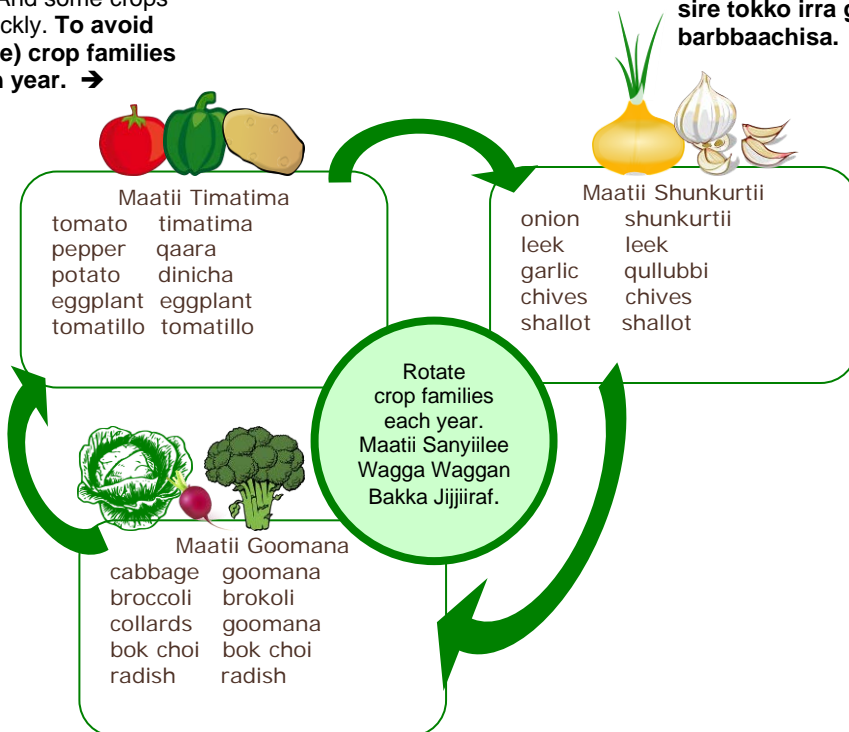 And some crops
ckly. To avoid
e) crop families
n year. ➔
sire tokko irra g
barbbaachisa.
Maatii Timatima
tomato timatima
pepper qaara
potato dinicha
eggplant eggplant
tomatillo tomatillo
Maatii Shunkurtii
onion shunkurtii
leek leek
garlic qullubbi
chives chives
shallot shallot
Rotate
crop families
each year.
Maatii Sanyiilee
Wagga Waggan
Bakka Jijjiiraf.
Maatii Goomana
cabbage goomana
broccoli brokoli
collards goomana
bok choi bok choi
radish radish